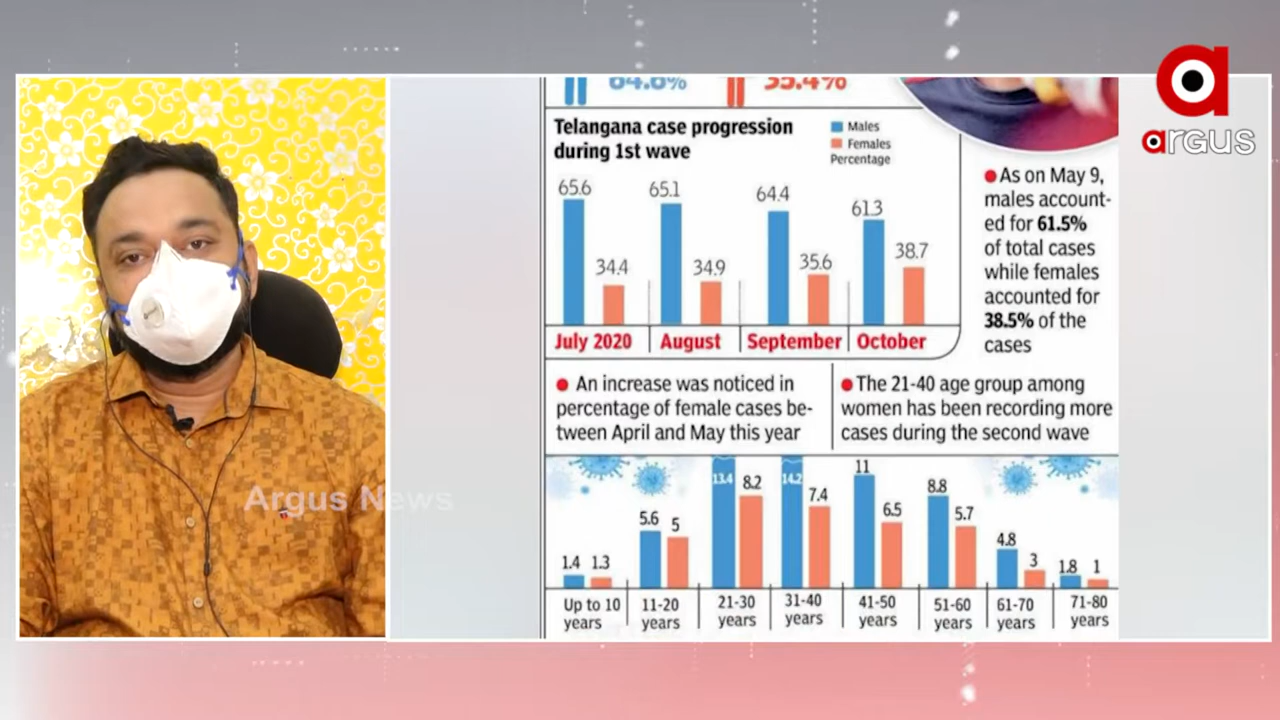 64.6%
35.4%
Telangana case progression
during 1st wave
Males
Females
Percentage
65.6
34.4
65.1
34.9
64.4
35.6
61.3
38.7
July 2020
August
September
October
As on May 9,
males account-
ed for 61.5%
of total cases
while females
accounted for
38.5% of the
cases
An increase was noticed in
percentage of female cases be-
tween April and May this year
The 21-40 age group among
women has been recording more
cases during the second wave
1.4
1.3
5.6
5
13.4
8.2
14.2
7.4
11
6.5
8.8
5.7
4.8
3
1.8
1
Up to 10
years
11-20
years
21-30
years
31-40
years
41-50
years
51-60
years
61-70
years
71-80
years
Argus News
a
argus